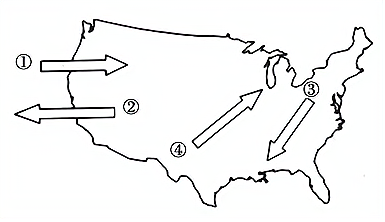 ①
②
③
④